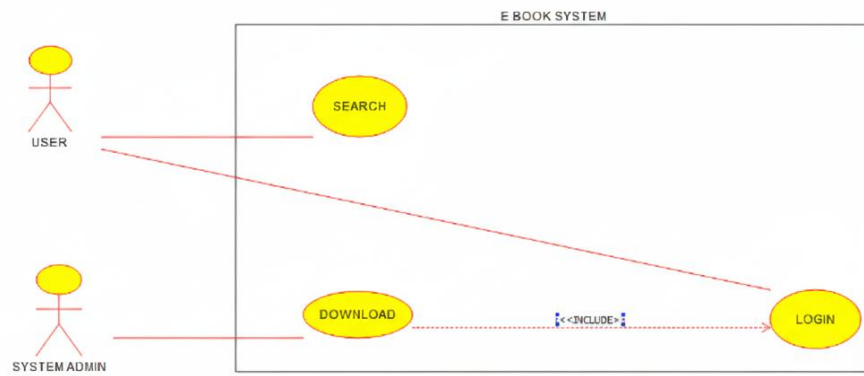 E BOOK SYSTEM
SEARCH
USER
DOWNLOAD
<<INCLUDE>
LOGIN
SYSTEM ADMIN